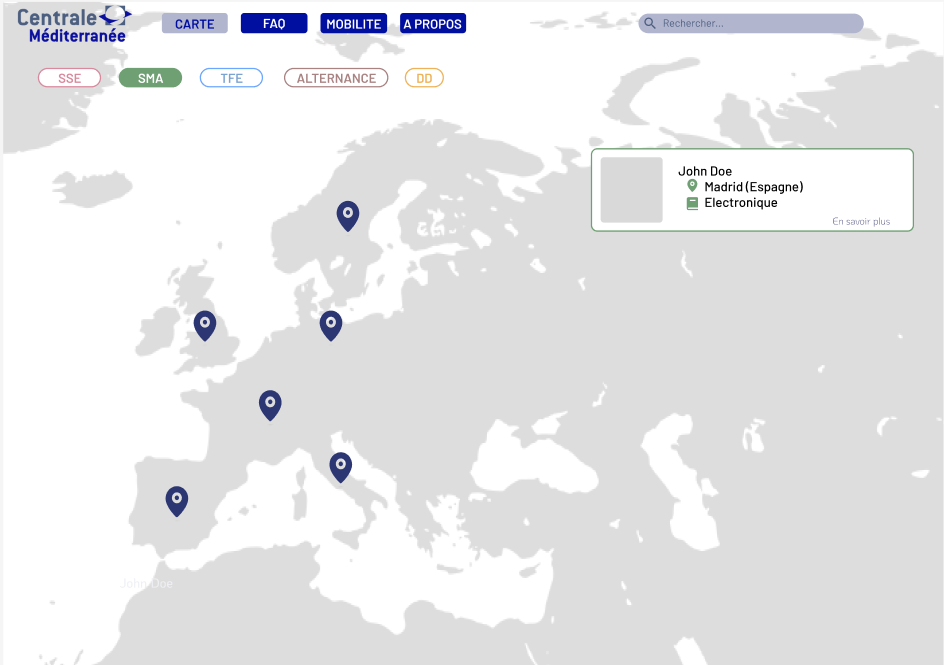 Centrale
Méditerranée
CARTE
FAQ
MOBILITE
A PROPOS
Rechercher...
SSE
SMA
TFE
ALTERNANCE
DD
John Doe
Madrid (Espagne)
Electronique
En savoir plus
John Doe